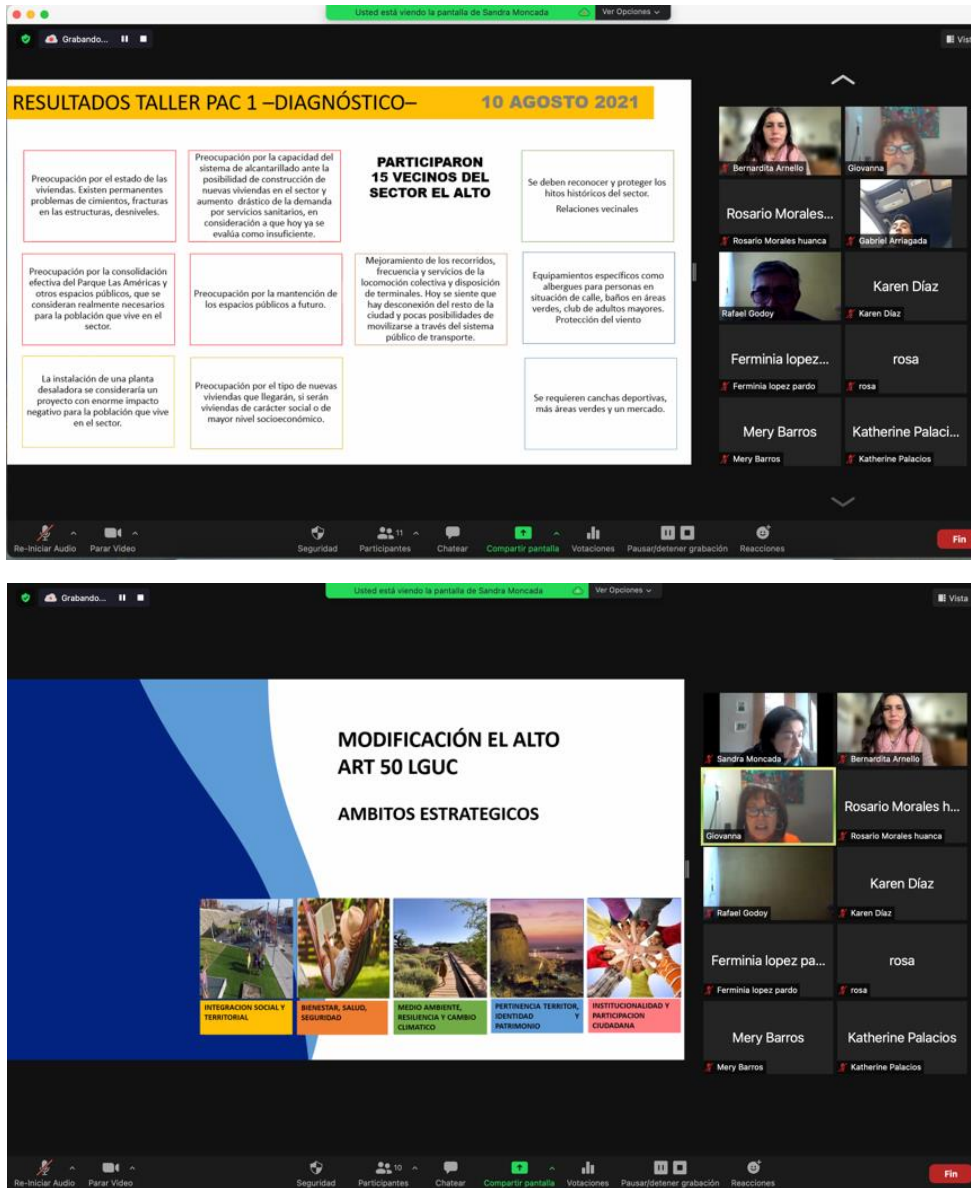 Usted está viendo la pantalla de Sandra Moncada
Ver Opciones
Grabando...
Vist
RESULTADOS TALLER PAC 1 –DIAGNÓSTICO–
10 AGOSTO 2021
Preocupación por el estado de las
viviendas. Existen permanentes
problemas de cimientos, fracturas
en las estructuras, desniveles.
Preocupación por la capacidad del
sistema de alcantarillado ante la
posibilidad de construcción de
nuevas viviendas en el sector y
aumento drástico de la demanda
por servicios sanitarios, en
consideración a que hoy ya se
evalúa como insuficiente.
PARTICIPARON
15 VECINOS DEL
SECTOR EL ALTO
Se deben reconocer y proteger los
hitos históricos del sector.
Relaciones vecinales
Preocupación por la consolidación
efectiva del Parque Las Américas y
otros espacios públicos, que se
consideran realmente necesarios
para la población que vive en el
sector.
Preocupación por la mantención de
los espacios públicos a futuro.
Mejoramiento de los recorridos,
frecuencia y servicios de la
locomoción colectiva y disposición
de terminales. Hoy se siente que
hay desconexión del resto de la
ciudad y pocas posibilidades de
movilizarse a través del sistema
público de transporte.
Equipamientos específicos como
albergues para personas en
situación de calle, baños en áreas
verdes, club de adultos mayores.
Protección del viento
La instalación de una planta
desaladora se consideraría un
proyecto con enorme impacto
negativo para la población que vive
en el sector.
Preocupación por el tipo de nuevas
viviendas que llegarán, si serán
viviendas de carácter social o de
mayor nivel socioeconómico.
Se requieren canchas deportivas,
más áreas verdes y un mercado.
Bernardita Arnello
Giovanna
Rosario Morales...
Rosario Morales huanca
Gabriel Arriagada
Rafael Godoy
Karen Díaz
Karen Díaz
Ferminia lopez...
Ferminia lopez pardo
rosa
rosa
Mery Barros
Mery Barros
Katherine Palaci...
Katherine Palacios
Re-Iniciar Audio
Parar Video
Seguridad
Participantes
11
Chatear
Compartir pantalla
Votaciones
Pausar/detener grabación
Reacciones
Fin
Usted está viendo la pantalla de Sandra Moncada
Ver Opciones
Grabando...
Vista
MODIFICACIÓN EL ALTO
ART 50 LGUC
AMBITOS ESTRATEGICOS
INTEGRACION SOCIAL Y
TERRITORIAL
BIENESTAR, SALUD,
SEGURIDAD
MEDIO AMBIENTE,
RESILIENCIA Y CAMBIO
CLIMATICO
PERTINENCIA TERRITOR,
IDENTIDAD Y
PATRIMONIO
INSTITUCIONALIDAD Y
PARTICIPACION
CIUDADANA
Sandra Moncada
Bernardita Arnello
Giovanna
Rosario Morales h...
Rosario Morales huanca
Rafael Godoy
Karen Díaz
Karen Díaz
Ferminia lopez pa...
Ferminia lopez pardo
rosa
rosa
Mery Barros
Mery Barros
Katherine Palacios
Katherine Palacios
Re-Iniciar Audio
Parar Video
Seguridad
Participantes
10
Chatear
Compartir pantalla
Votaciones
Pausar/detener grabación
Reacciones
Fin